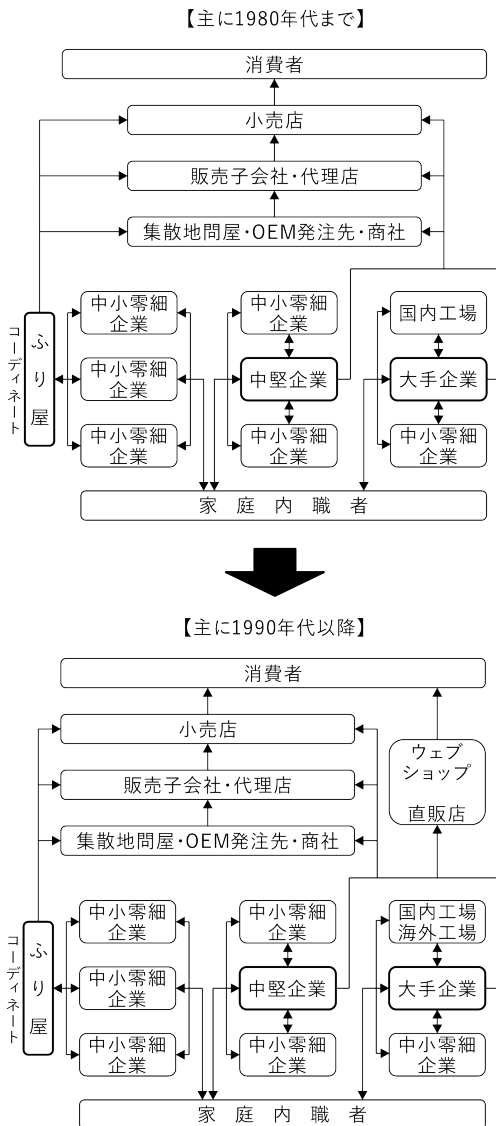 【主に1980年代まで】
消費者
小売店
販売子会社・代理店
集散地問屋・OEM発注先・商社
コーディネート
ふり屋
中小零細
企業
中小零細
企業
中小零細
企業
中小零細
企業
中堅企業
中小零細
企業
国内工場
大手企業
中小零細
企業
家庭内職者
【主に1990年代以降】
消費者
小売店
販売子会社・代理店
集散地問屋・OEM発注先・商社
ウェブ
ショップ
直販店
コーディネート
ふり屋
中小零細
企業
中小零細
企業
中小零細
企業
中小零細
企業
中堅企業
中小零細
企業
国内工場
海外工場
大手企業
中小零細
企業
家庭内職者